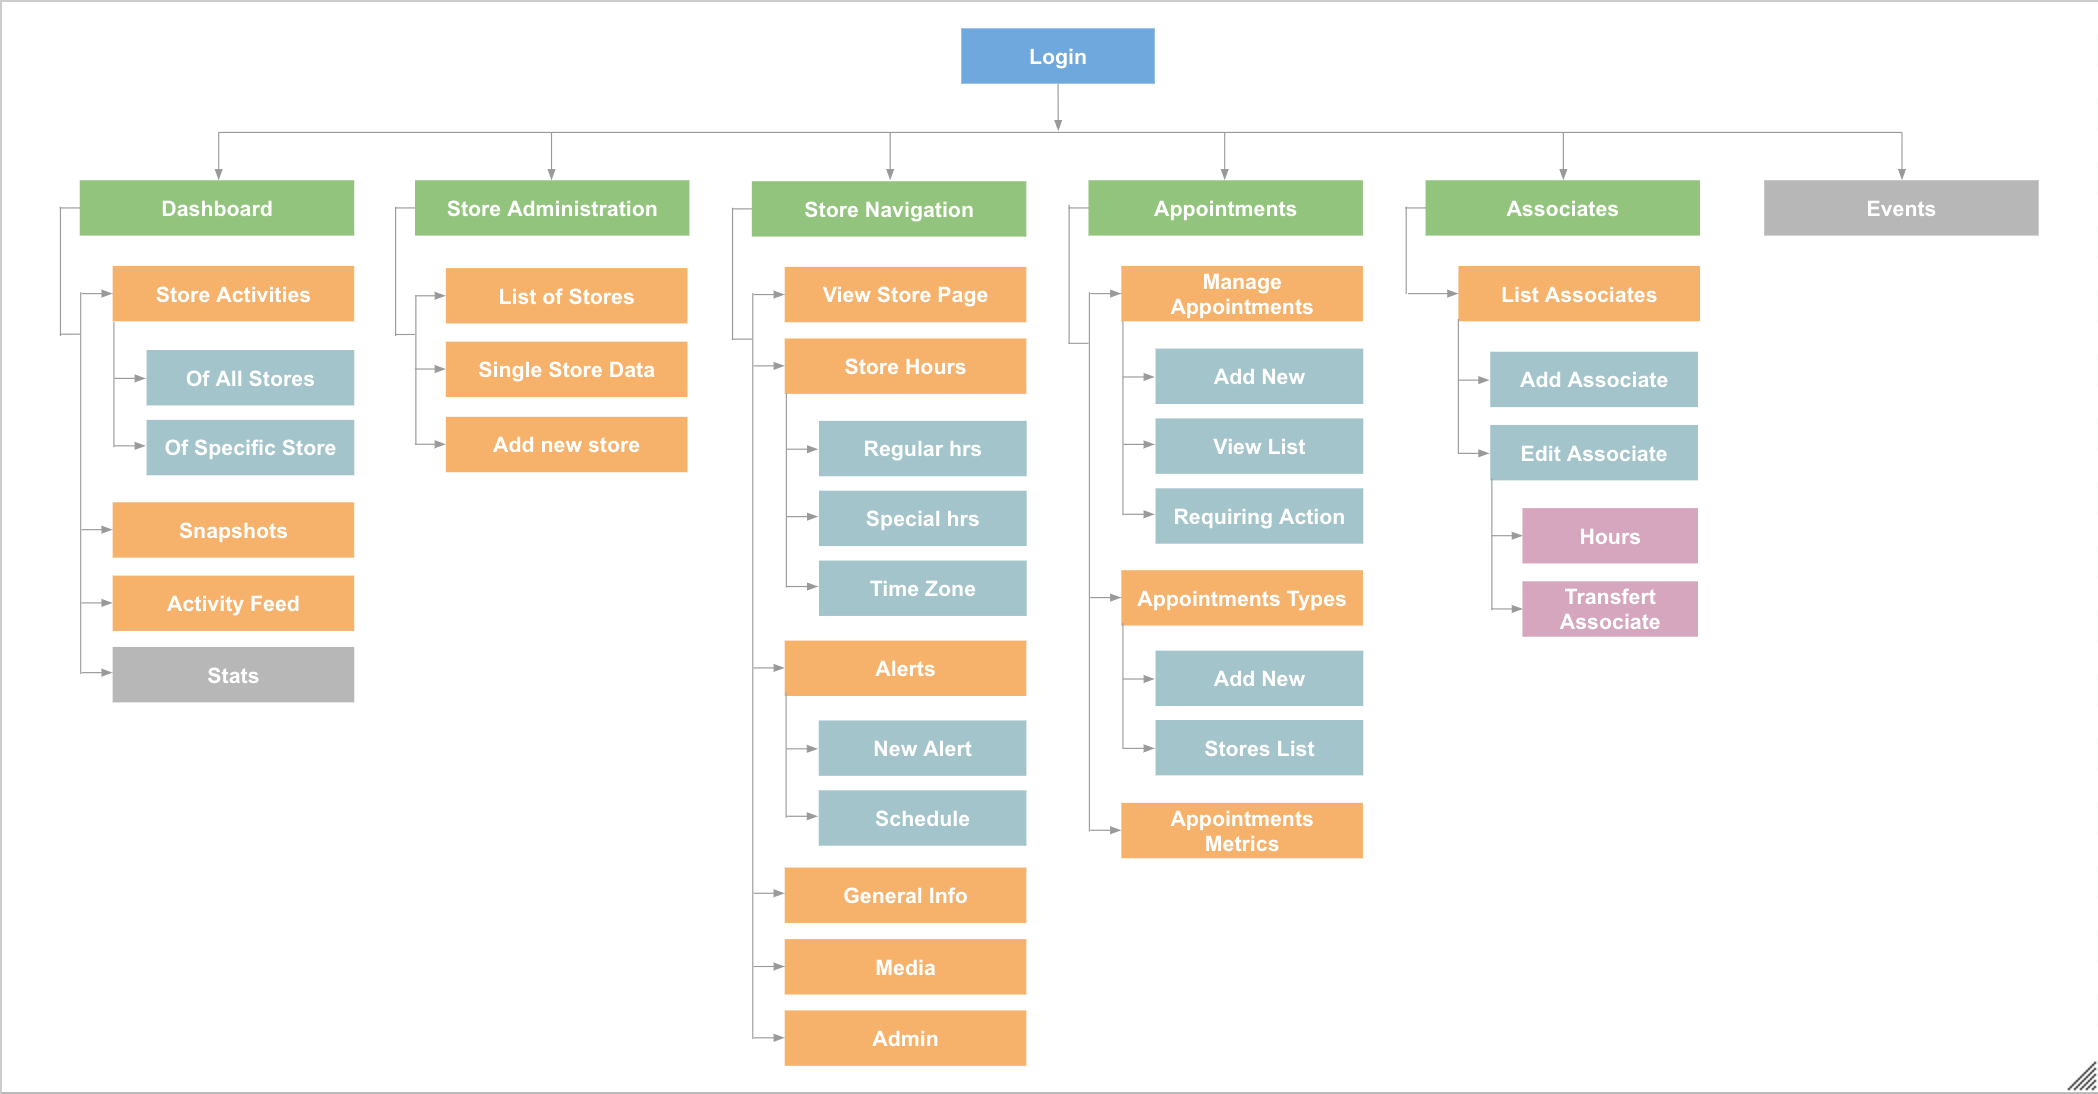 Login
Dashboard
Store Activities
Of All Stores
Of Specific Store
Snapshots
Activity Feed
Stats
Store Administration
List of Stores
Single Store Data
Add new store
Store Navigation
View Store Page
Store Hours
Regular hrs
Special hrs
Time Zone
Alerts
New Alert
Schedule
General Info
Media
Admin
Appointments
Manage
Appointments
Add New
View List
Requiring Action
Appointments Types
Add New
Stores List
Appointments
Metrics
Associates
List Associates
Add Associate
Edit Associate
Hours
Transfert
Associate
Events